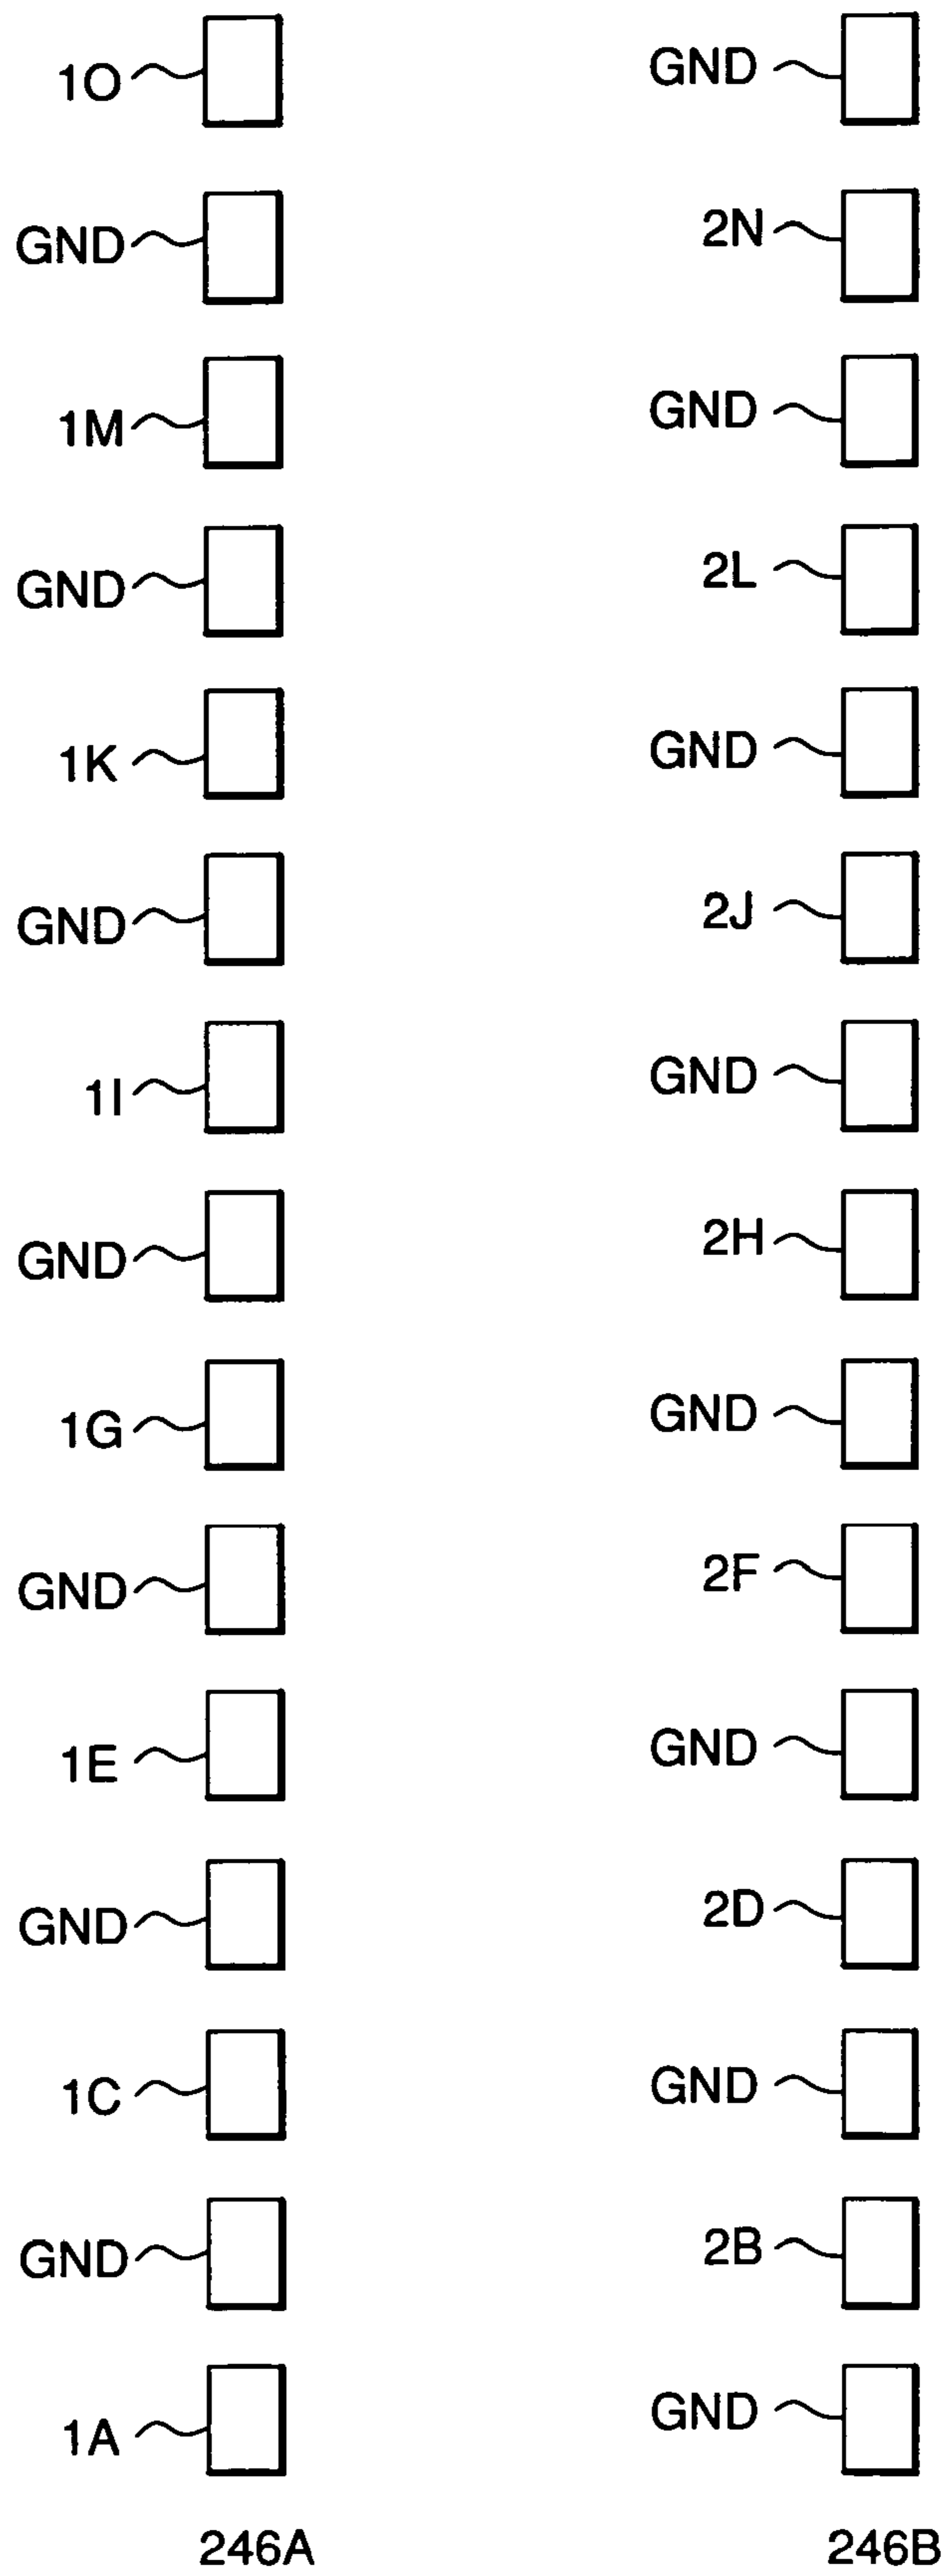 1O GND
GND 2N
1M GND
GND 2L
1K GND
GND 2J
1I GND
GND 2H
1G GND
GND 2F
1E GND
GND 2D
1C GND
GND 2B
1A GND
246A 246B